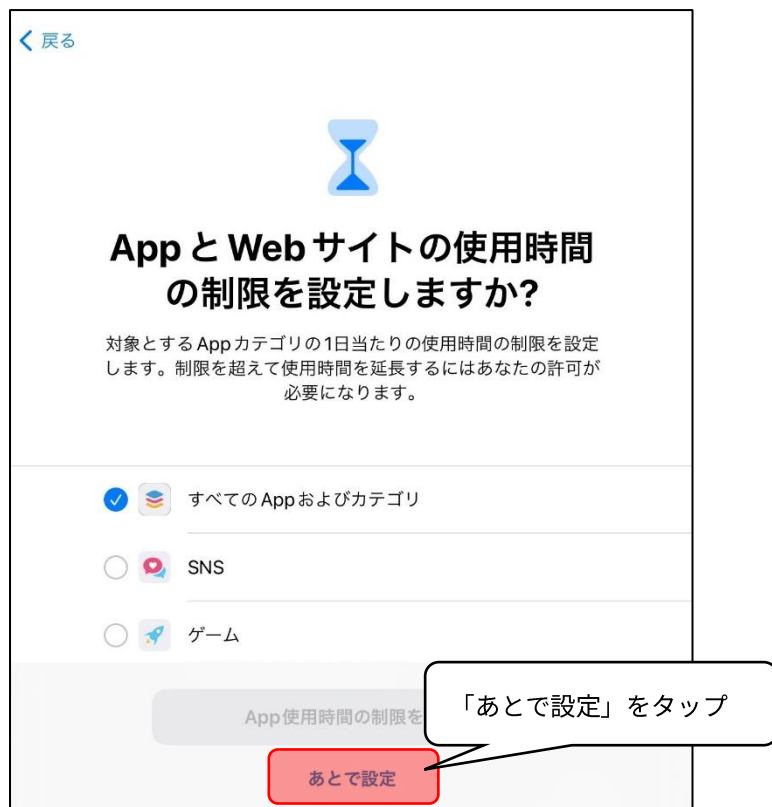 戻る
AppとWebサイトの使用時間
の制限を設定しますか?
対象とするAppカテゴリの1日当たりの使用時間の制限を設定
します。制限を超えて使用時間を延長するにはあなたの許可が
必要になります。
すべてのAppおよびカテゴリ
SNS
ゲーム
App使用時間の制限を
「あとで設定」をタップ
あとで設定